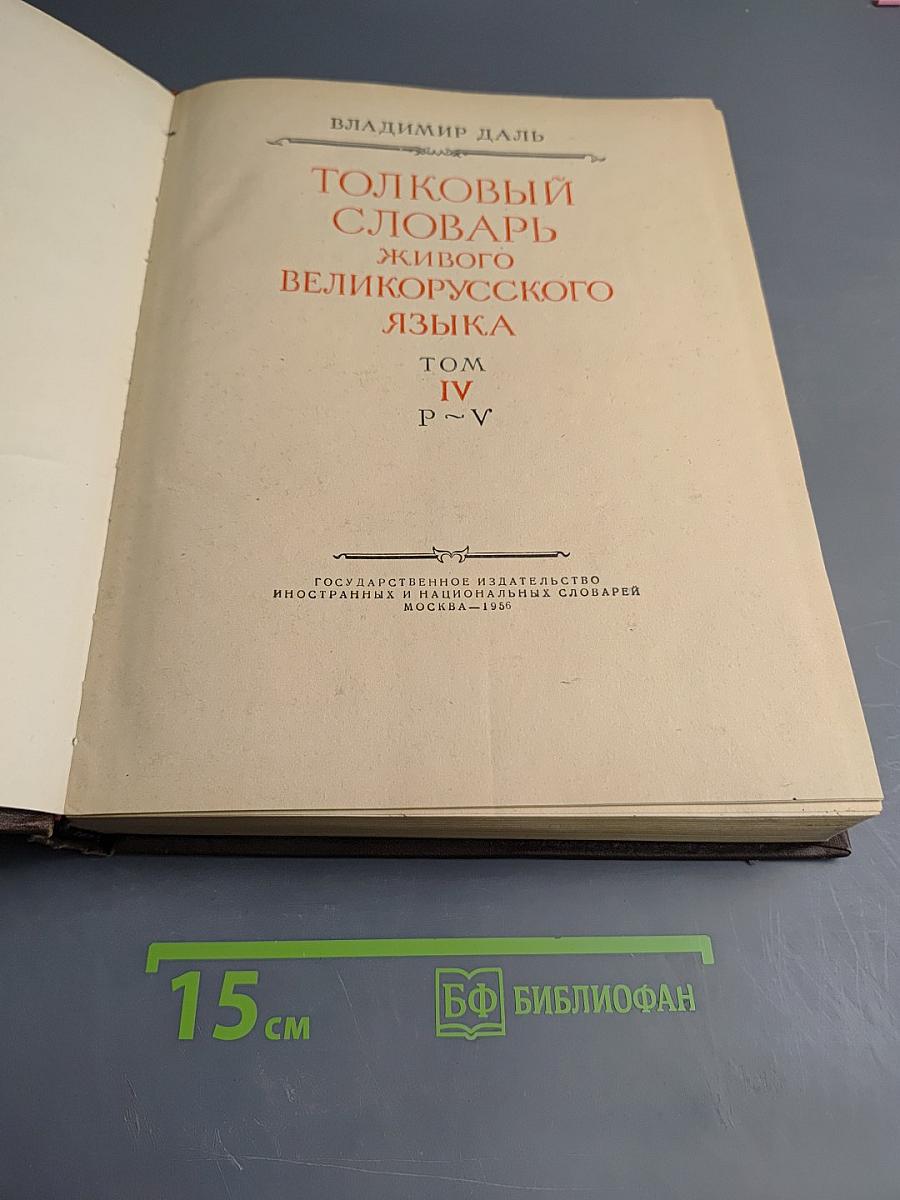 ВЛАДИМИР ДАЛЬ
ТОЛКОВЫЙ
СЛОВАРЬ
ЖИВОГО
ВЕЛИКОРУССКОГО
ЯЗЫКА
ТОМ
IV
Р~Ѵ
ГОСУДАРСТВЕННОЕ ИЗДАТЕЛЬСТВО
ИНОСТРАННЫХ И НАЦИОНАЛЬНЫХ СЛОВАРЕЙ
МОСКВА—1956
15 см
БФ БИБЛИОФАН